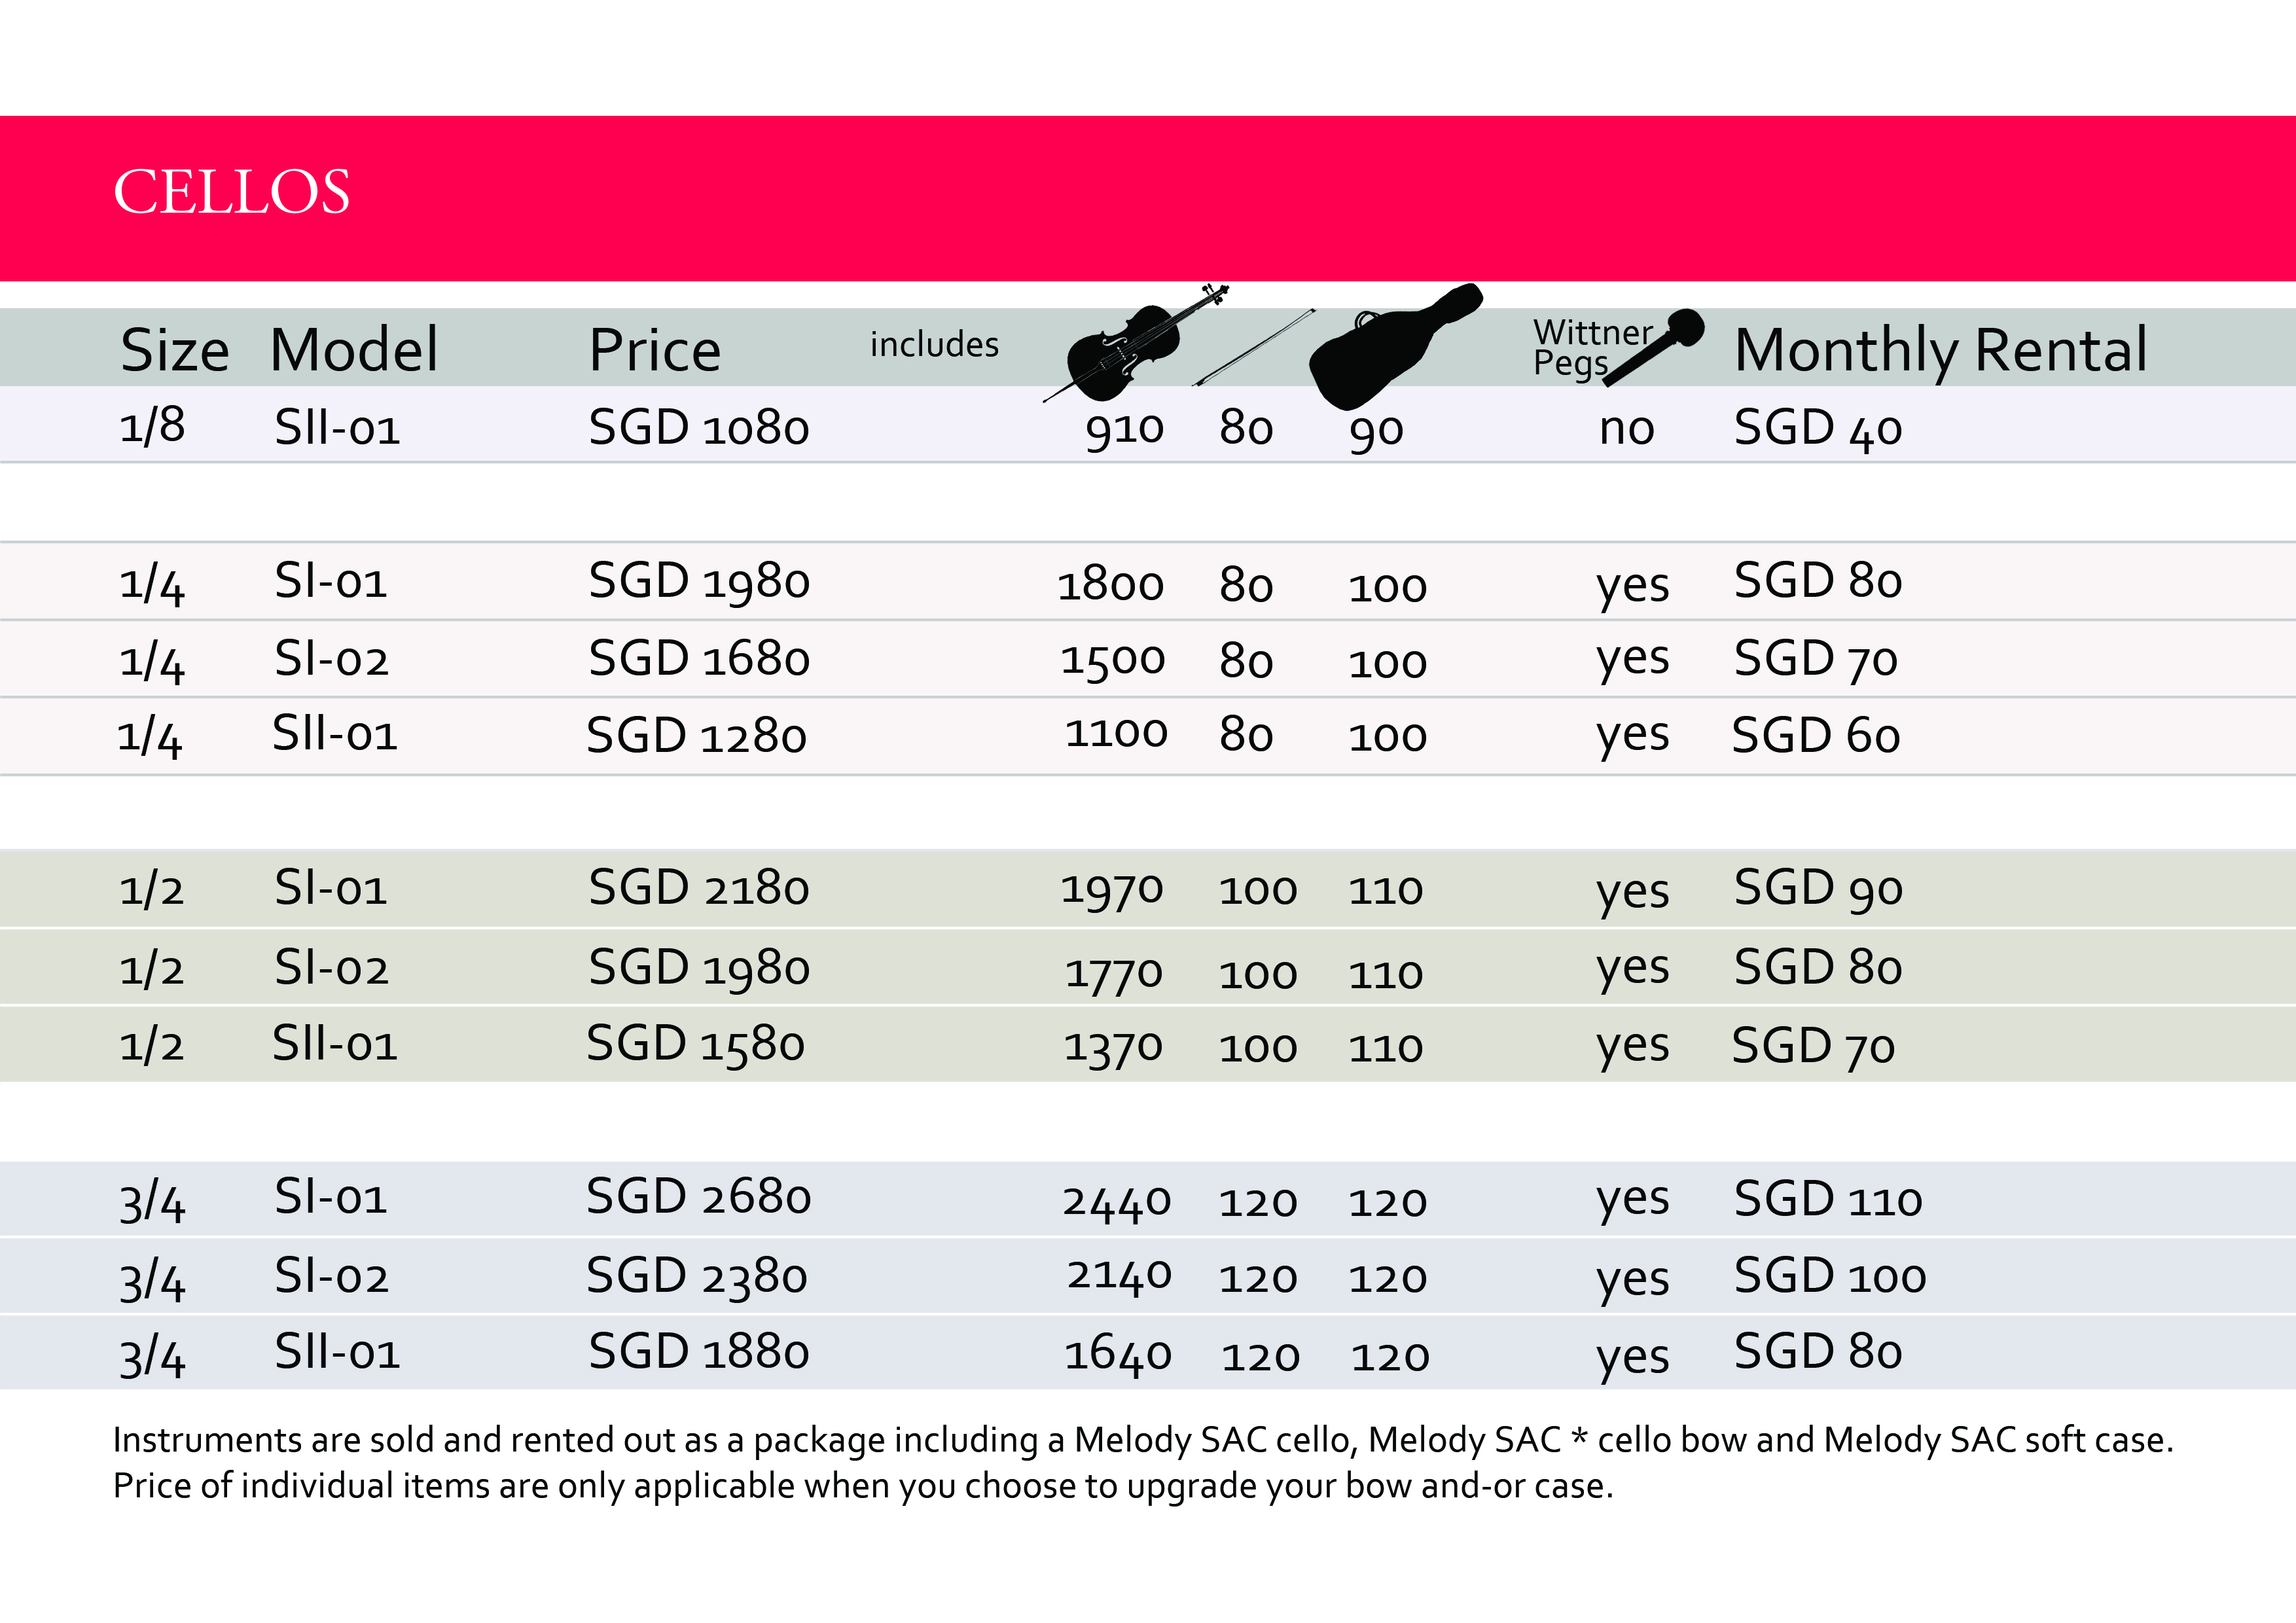 CELLOS
Size Model Price includes Wittner Pegs Monthly Rental
1/8 SII-01 SGD 1080 910 80 90 no SGD 40
1/4 SI-01 SGD 1980 1800 80 100 yes SGD 80
1/4 SI-02 SGD 1680 1500 80 100 yes SGD 70
1/4 SII-01 SGD 1280 1100 80 100 yes SGD 60
1/2 SI-01 SGD 2180 1970 100 110 yes SGD 90
1/2 SI-02 SGD 1980 1770 100 110 yes SGD 80
1/2 SII-01 SGD 1580 1370 100 110 yes SGD 70
3/4 SI-01 SGD 2680 2440 120 120 yes SGD 110
3/4 SI-02 SGD 2380 2140 120 120 yes SGD 100
3/4 SII-01 SGD 1880 1640 120 120 yes SGD 80
Instruments are sold and rented out as a package including a Melody SAC cello, Melody SAC * cello bow and Melody SAC soft case.
Price of individual items are only applicable when you choose to upgrade your bow and-or case.